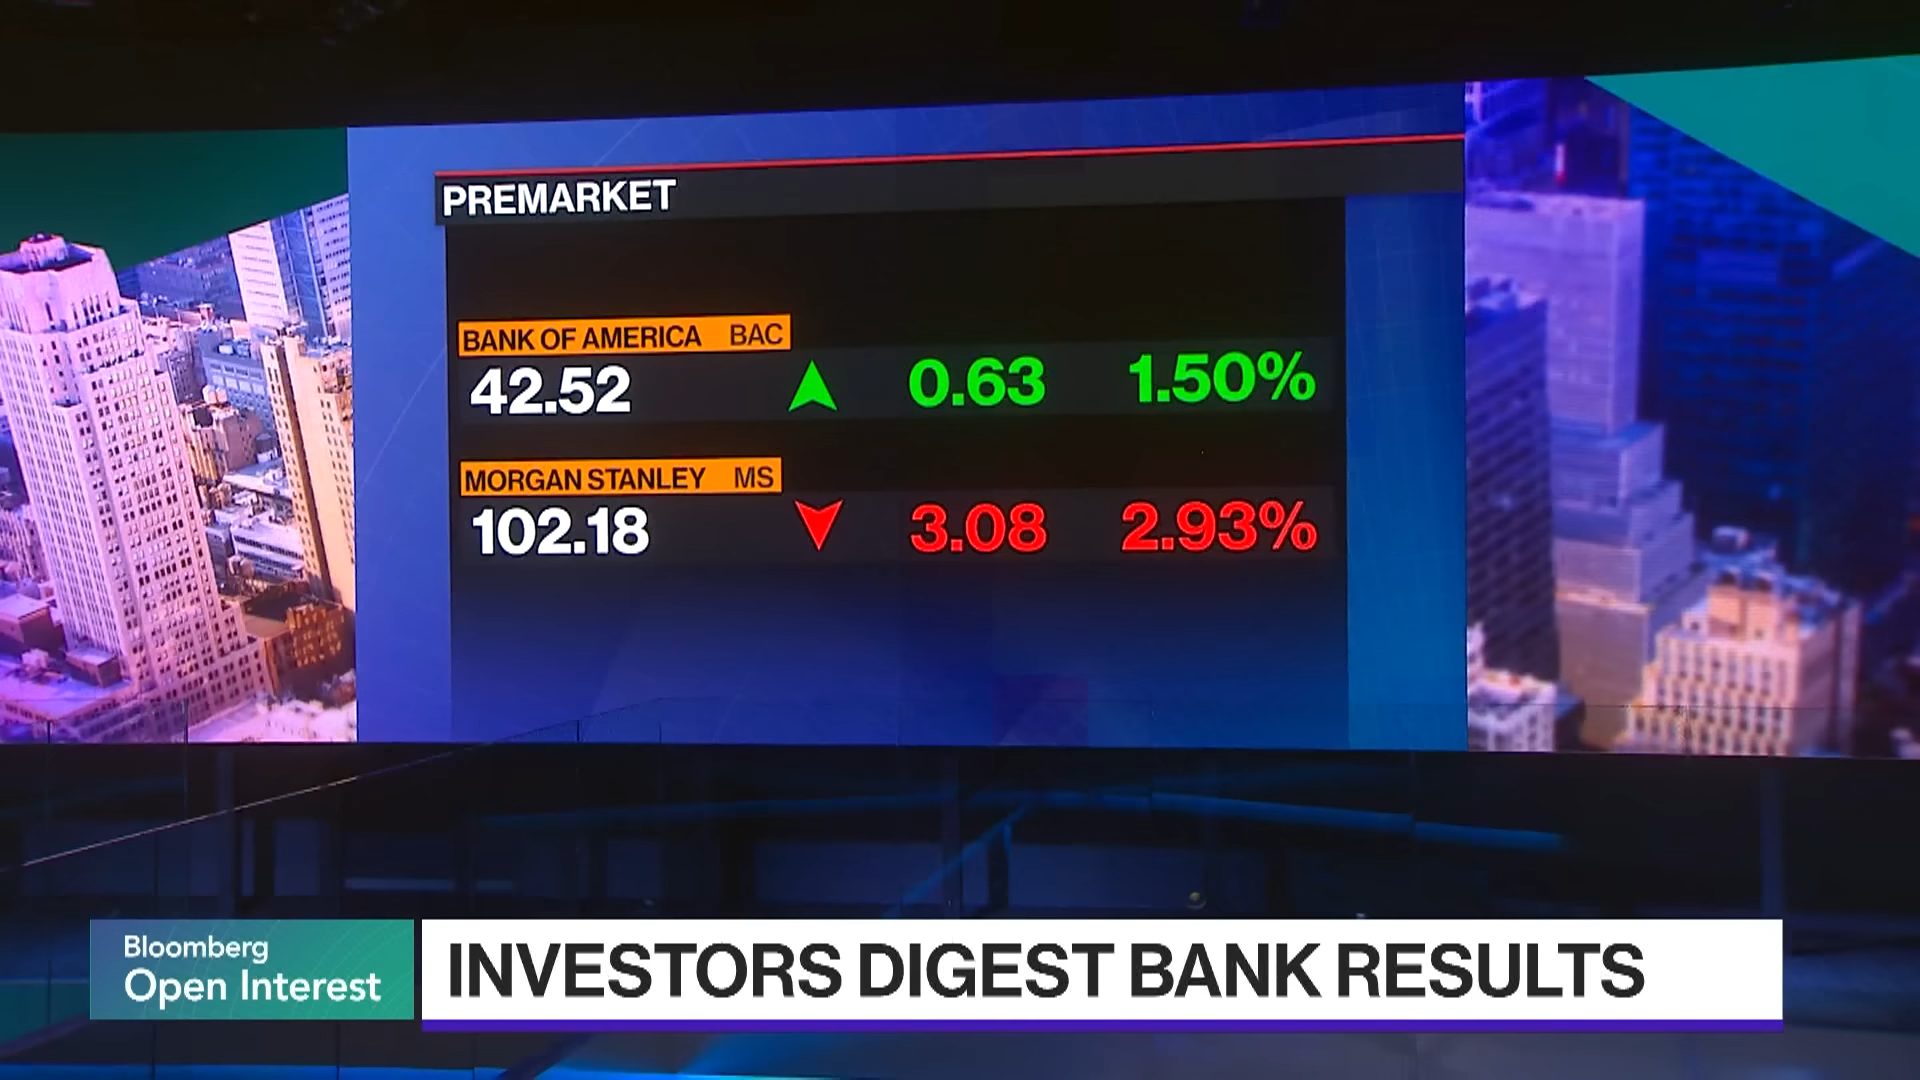 PREMARKET
BANK OF AMERICA BAC
42.52 0.63 1.50%
MORGAN STANLEY MS
102.18 3.08 2.93%
Bloomberg
Open Interest
INVESTORS DIGEST BANK RESULTS